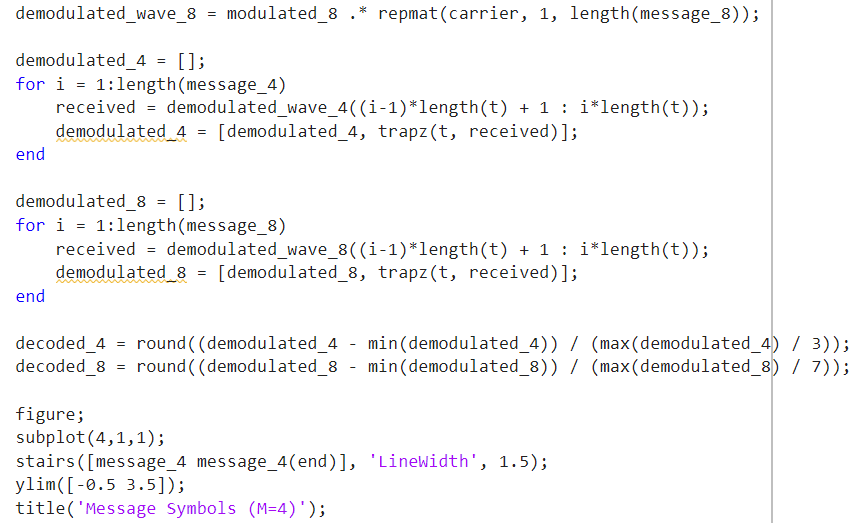 demodulated_wave_8 = modulated_8 .* repmat(carrier, 1, length(message_8));
demodulated_4 = [];
for i = 1:length(message_4)
received = demodulated_wave_4((i-1)*length(t) + 1 : i*length(t));
demodulated_4 = [demodulated_4, trapz(t, received)];
end
demodulated_8 = [];
for i = 1:length(message_8)
received = demodulated_wave_8((i-1)*length(t) + 1 : i*length(t));
demodulated_8 = [demodulated_8, trapz(t, received)];
end
decoded_4 = round((demodulated_4 - min(demodulated_4)) / (max(demodulated_4) / 3));
decoded_8 = round((demodulated_8 - min(demodulated_8)) / (max(demodulated_8) / 7));
figure;
subplot(4,1,1);
stairs([message_4 message_4(end)], 'LineWidth', 1.5);
ylim([-0.5 3.5]);
title('Message Symbols (M=4)');